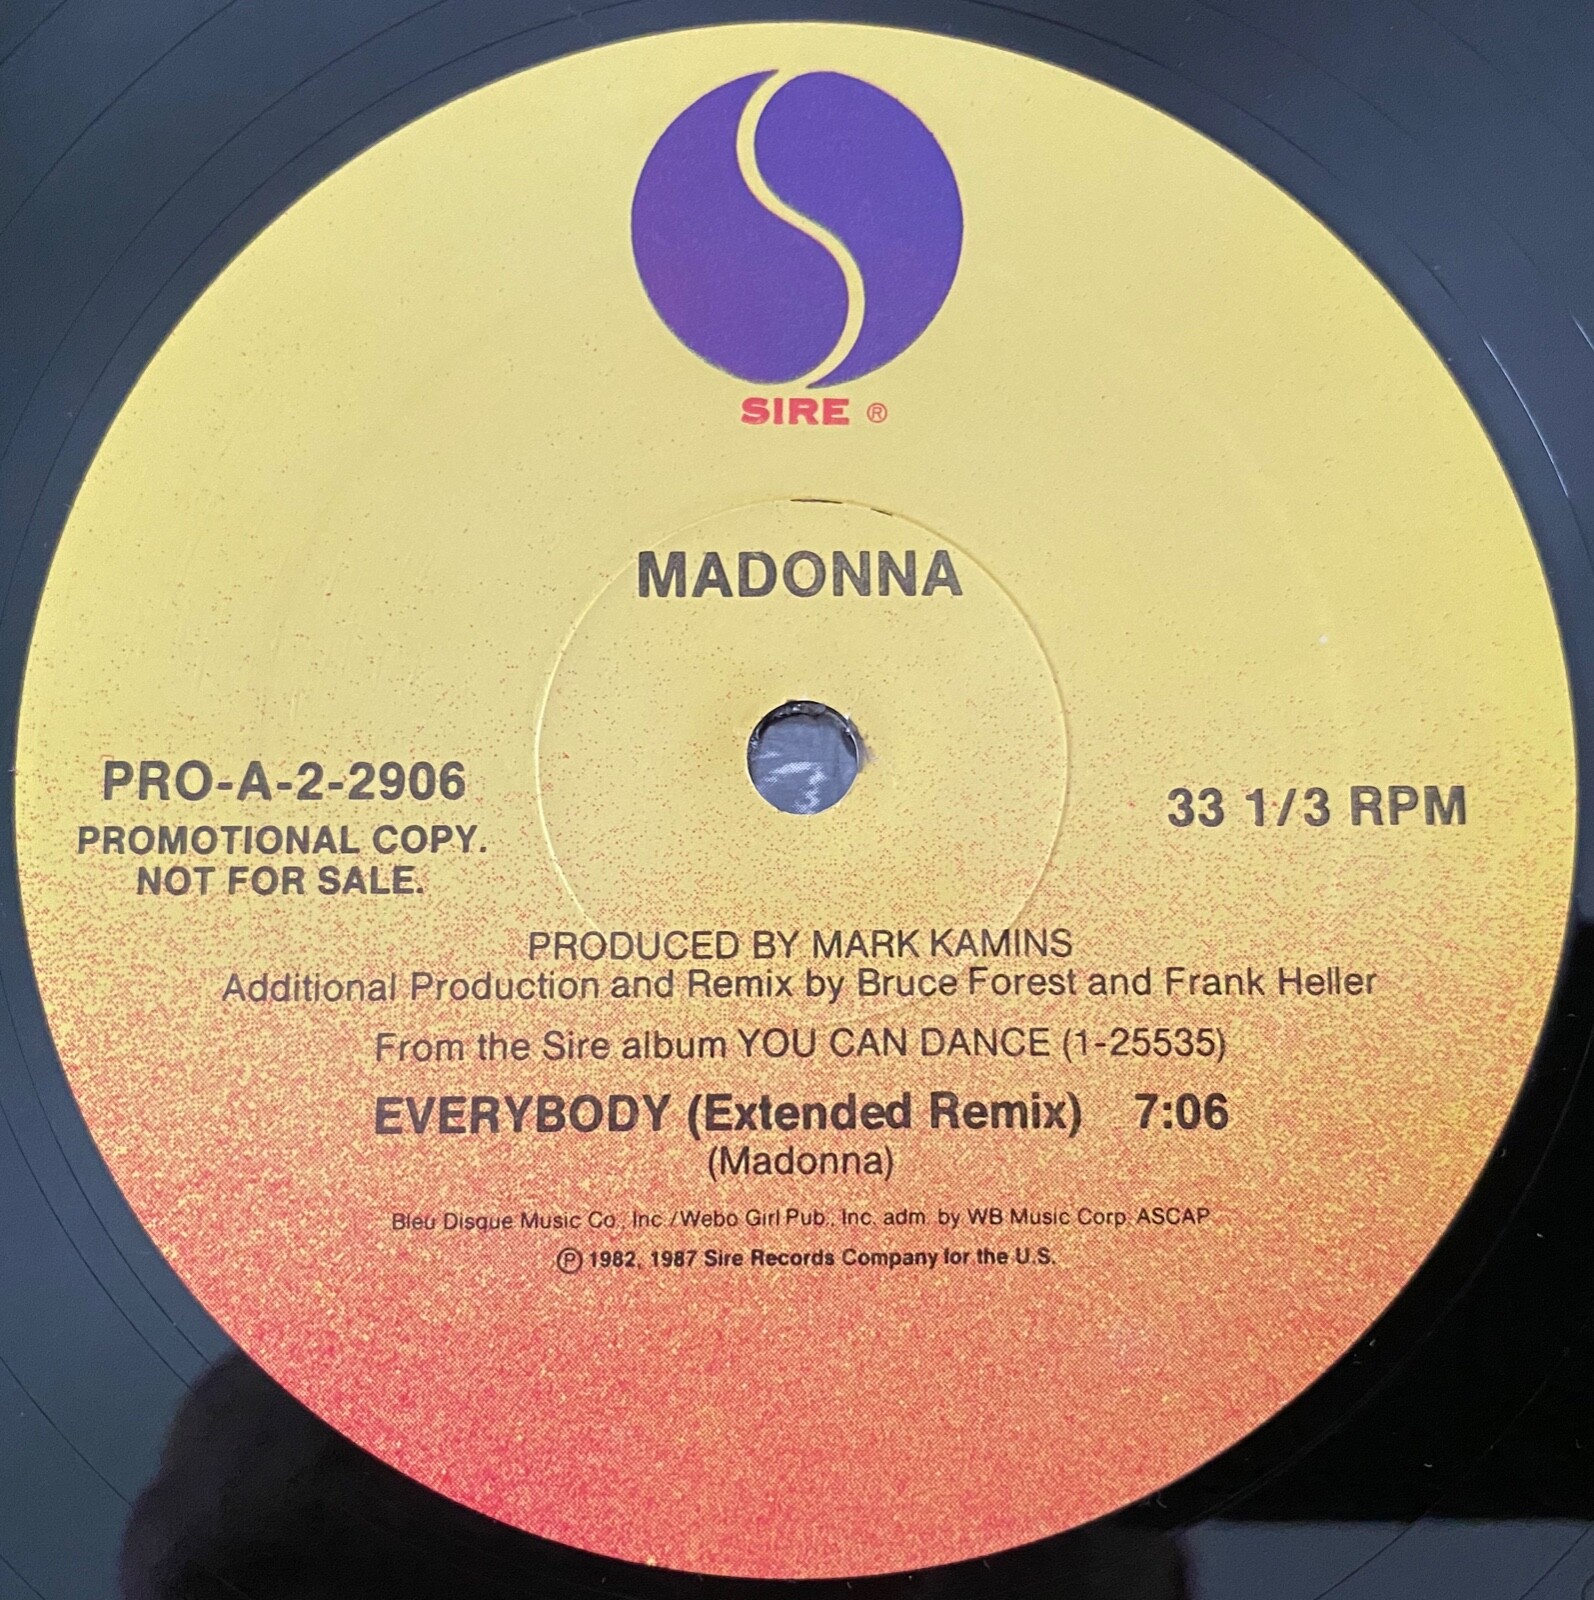 SIRE ®
MADONNA
PRO-A-2-2906
PROMOTIONAL COPY.
NOT FOR SALE.
33 1/3 RPM
PRODUCED BY MARK KAMINS
Additional Production and Remix by Bruce Forest and Frank Heller
From the Sire album YOU CAN DANCE (1-25535)
EVERYBODY (Extended Remix) 7:06
(Madonna)
Bleu Disque Music Co., Inc./Webo Girl Pub., Inc. adm. by WB Music Corp. ASCAP
℗ 1982, 1987 Sire Records Company for the U.S.